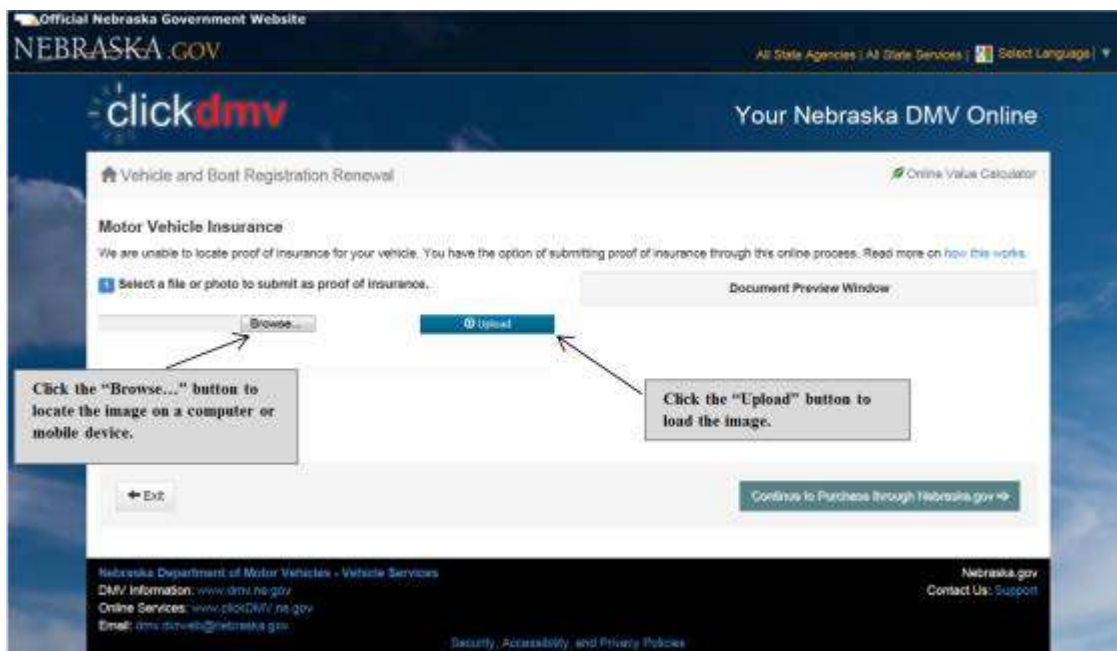 Official Nebraska Government Website
NEBRASKA.GOV
All State Agencies | All State Services | Select Language | ▼
clickdmv
Your Nebraska DMV Online
Vehicle and Boat Registration Renewal
Online Value Calculator
Motor Vehicle Insurance
We are unable to locate proof of insurance for your vehicle. You have the option of submitting proof of insurance through this online process. Read more on how this works.
1 Select a file or photo to submit as proof of insurance.
Document Preview Window
Browse...
Upload
Click the “Browse...” button to
locate the image on a computer or
mobile device.
Click the “Upload” button to
load the image.
Exit
Continue to Purchase through Nebraska.gov
Nebraska Department of Motor Vehicles - Vehicle Services
Nebraska.gov
DMV Information: www.dmv.ne.gov
Contact Us: Support
Online Services: www.clickDMV.ne.gov
Email:
Security, Accessibility, and Privacy Policies